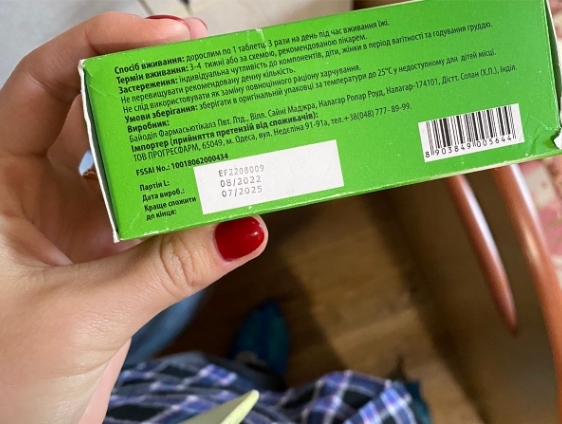 Спосіб вживання: дорослим по 1 таблетці, 3 рази на день під час вживання їжі.
Термін вживання: 3-4 тижні або за схемою, рекомендованою лікарем.
Застереження: індивідуальна чутливість до компонентів, діти, жінки в період вагітності та годування груддю.
Не перевищувати рекомендовану денну кількість.
Не слід використовувати як заміну повноцінного раціону харчування.
Умови зберігання: зберігати в оригінальній упаковці за температури до 25°С у недоступному для дітей місці.
Виробник:
Байоділ Фармасьютікалз Пвт. Лтд., Вілл. Сайні Маджра, Налагар Ропар Роуд, Налагар-174101, Дістт. Солан (Х.П.), Індія.
Імпортер (прийняття претензій від споживачів):
ТОВ ПРОГРЕСФАРМ, 65049, м. Одеса, вул. Неделіна 91-91а, тел.+38(048) 777- 89-99.
FSSAI No.: 10018062000434
Партія L: EF2208009
Дата вироб.: 08/2022
Краще спожити до кінця: 07/2025
8 903849 003644